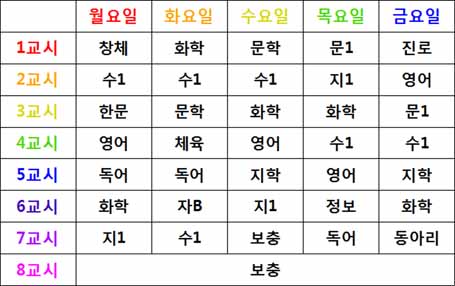 월요일 화요일 수요일 목요일 금요일
1교시 창체 화학 문학 문1 진로
2교시 수1 수1 수1 지1 영어
3교시 한문 문학 화학 화학 문1
4교시 영어 체육 영어 수1 수1
5교시 독어 독어 지학 영어 지학
6교시 화학 자B 지1 정보 화학
7교시 지1 수1 보충 독어 동아리
8교시 보충